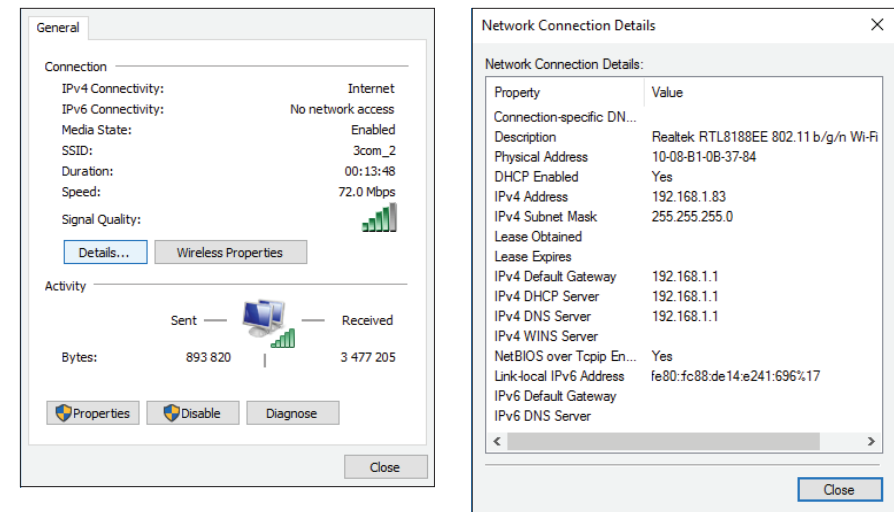 General
Connection
IPv4 Connectivity: Internet
IPv6 Connectivity: No network access
Media State: Enabled
SSID: 3com_2
Duration: 00:13:48
Speed: 72.0 Mbps
Signal Quality:
Details...
Wireless Properties
Activity
Sent — — Received
Bytes: 893 820 3 477 205
Properties
Disable
Diagnose
Close
Network Connection Details
Network Connection Details:
Property Value
Connection-specific DN...
Description Realtek RTL8188EE 802.11 b/g/n Wi-Fi
Physical Address 10-08-B1-0B-37-84
DHCP Enabled Yes
IPv4 Address 192.168.1.83
IPv4 Subnet Mask 255.255.255.0
Lease Obtained
Lease Expires
IPv4 Default Gateway 192.168.1.1
IPv4 DHCP Server 192.168.1.1
IPv4 DNS Server 192.168.1.1
IPv4 WINS Server
NetBIOS over Tcpip En... Yes
Link-local IPv6 Address fe80::fc88:de14:e241:696%17
IPv6 Default Gateway
IPv6 DNS Server
Close